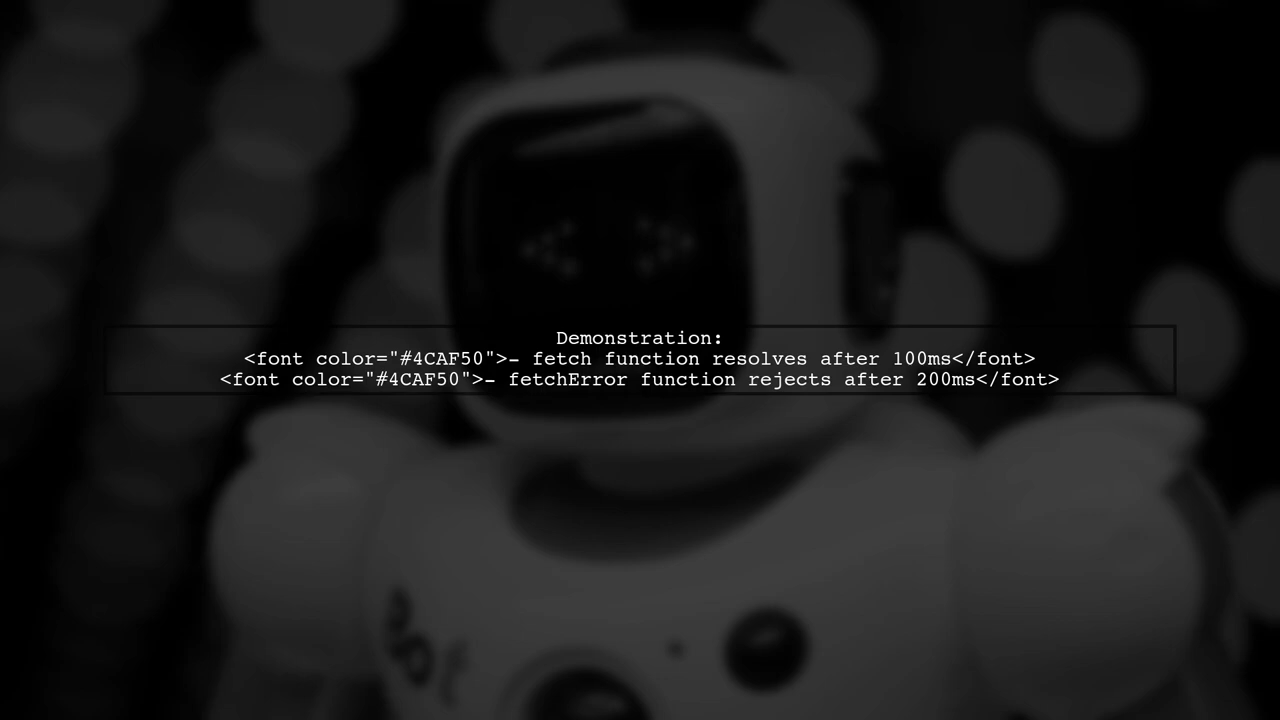 Demonstration:
<font color="#4CAF50">– fetch function resolves after 100ms</font>
<font color="#4CAF50">– fetchError function rejects after 200ms</font>
Bot